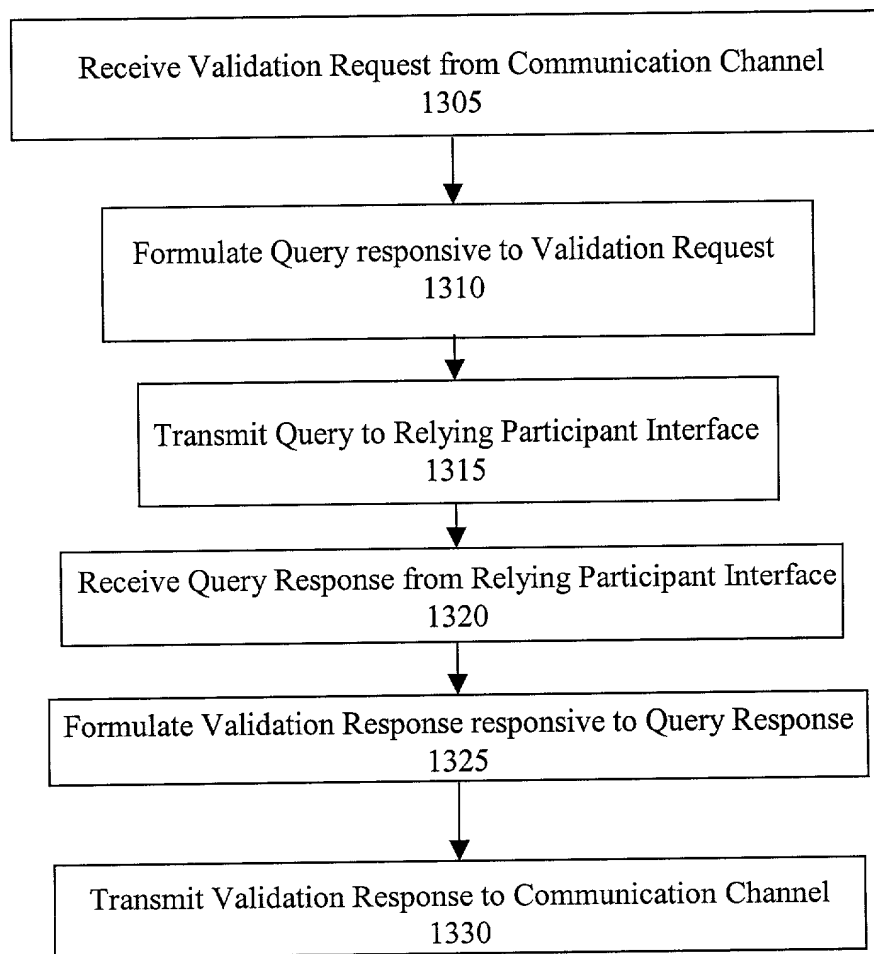 Receive Validation Request from Communication Channel
1305
Formulate Query responsive to Validation Request
1310
Transmit Query to Relying Participant Interface
1315
Receive Query Response from Relying Participant Interface
1320
Formulate Validation Response responsive to Query Response
1325
Transmit Validation Response to Communication Channel
1330